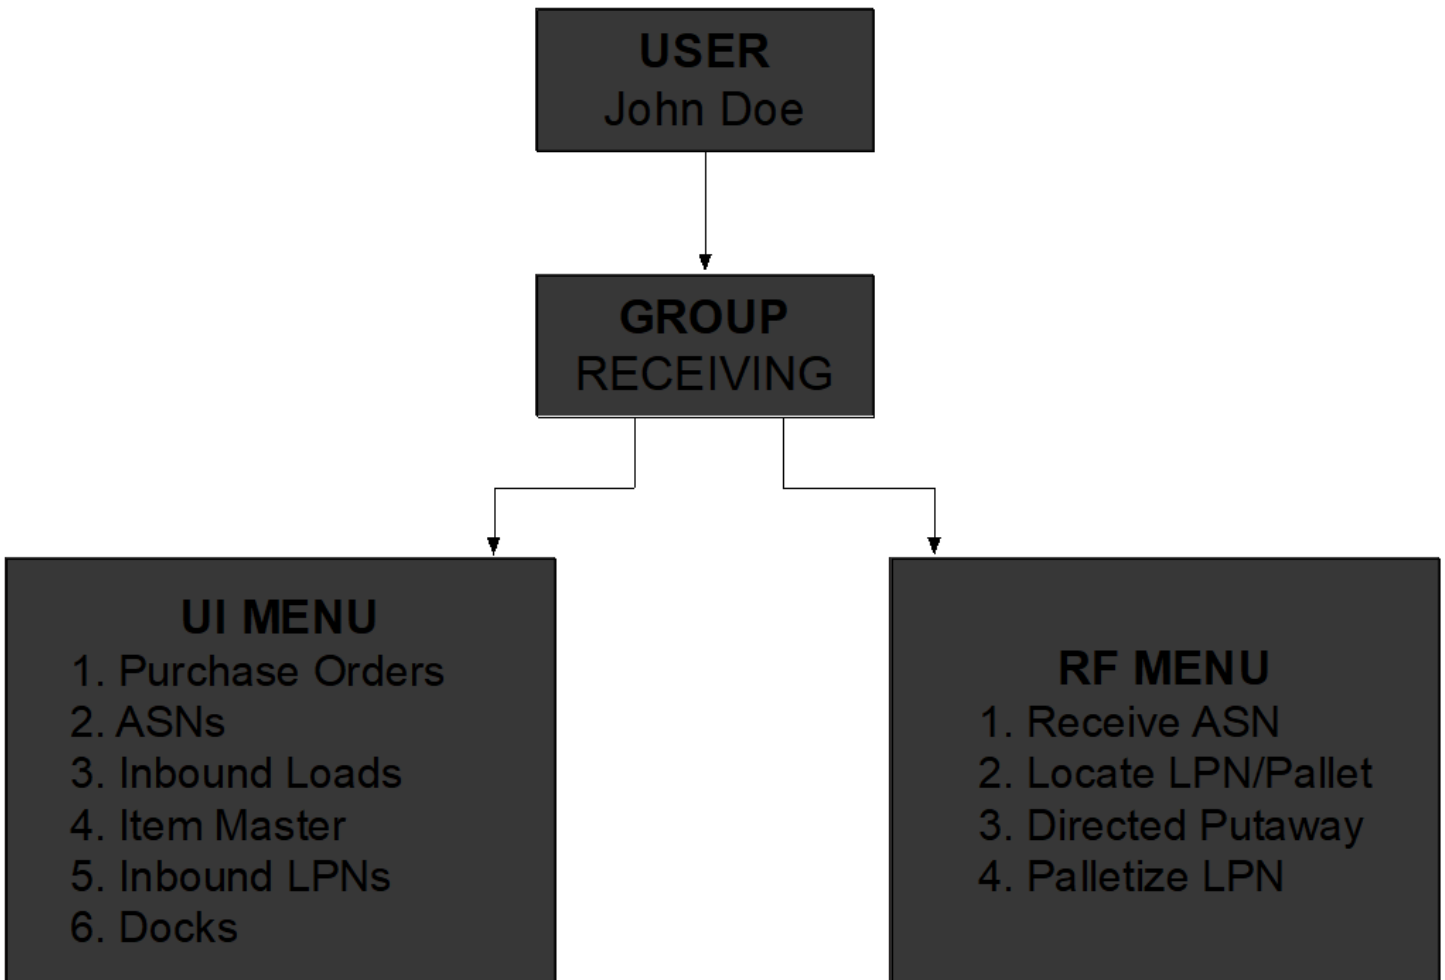 USER
John Doe
GROUP
RECEIVING
UI MENU
1. Purchase Orders
2. ASNs
3. Inbound Loads
4. Item Master
5. Inbound LPNs
6. Docks
RF MENU
1. Receive ASN
2. Locate LPN/Pallet
3. Directed Putaway
4. Palletize LPN